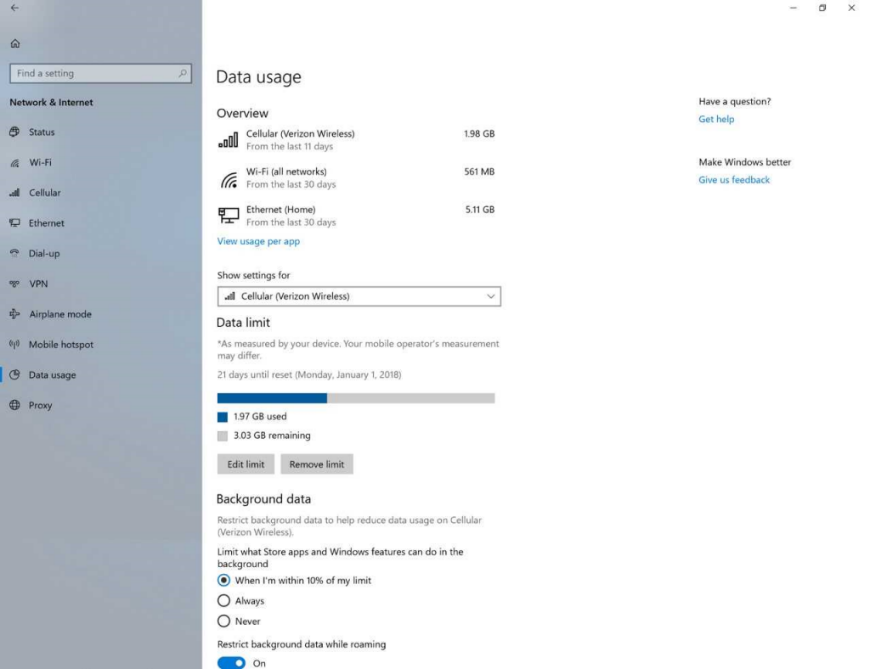 Find a setting
Network & Internet
Status
Wi-Fi
Cellular
Ethernet
Dial-up
VPN
Airplane mode
Mobile hotspot
Data usage
Proxy
Data usage
Overview
Cellular (Verizon Wireless)
1.98 GB
From the last 11 days
Wi-Fi (all networks)
561 MB
From the last 30 days
Ethernet (Home)
5.11 GB
From the last 30 days
View usage per app
Show settings for
Cellular (Verizon Wireless)
Data limit
*As measured by your device. Your mobile operator's measurement
may differ.
21 days until reset (Monday, January 1, 2018)
1.97 GB used
3.03 GB remaining
Edit limit
Remove limit
Background data
Restrict background data to help reduce data usage on Cellular
(Verizon Wireless).
Limit what Store apps and Windows features can do in the
background
When I'm within 10% of my limit
Always
Never
Restrict background data while roaming
On
Have a question?
Get help
Make Windows better
Give us feedback